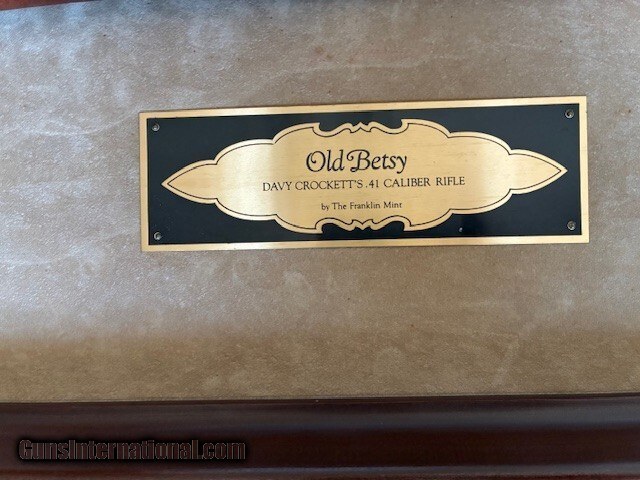 Old Betsy
DAVY CROCKETT'S .41 CALIBER RIFLE
by The Franklin Mint
GunsInternational.com